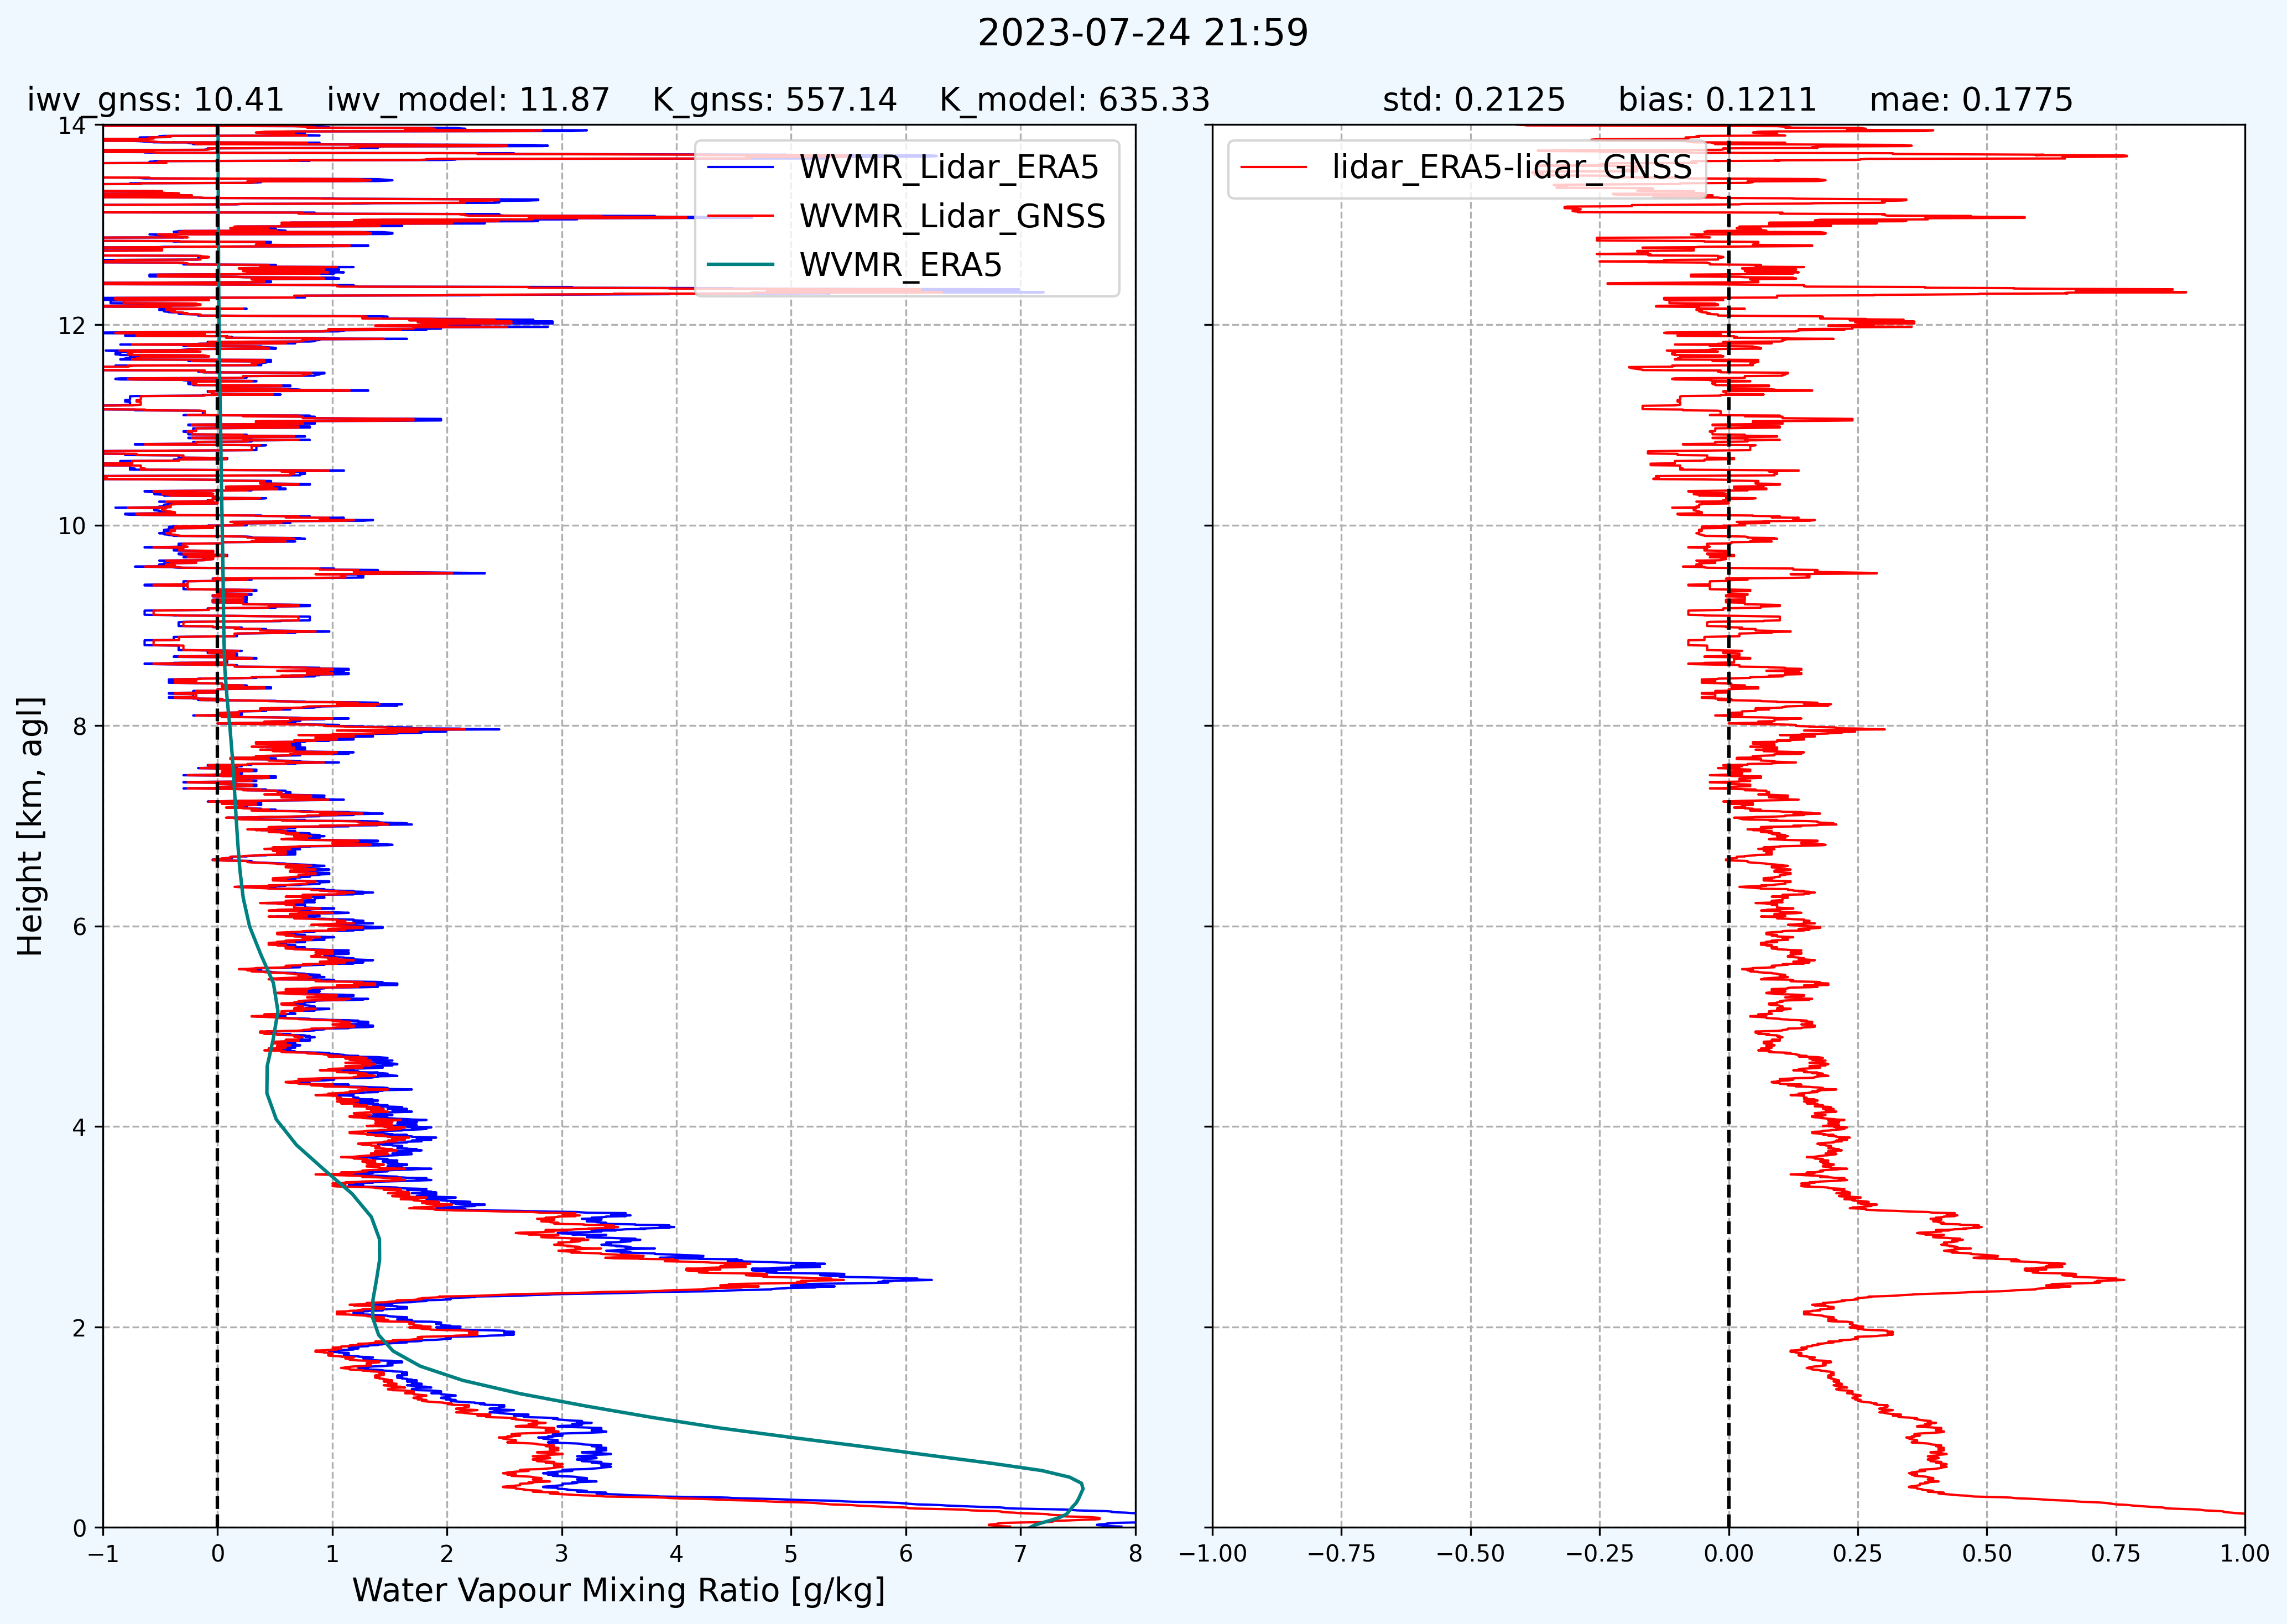 2023-07-24 21:59
iwv_gnss: 10.41 iwv_model: 11.87 K_gnss: 557.14 K_model: 635.33
std: 0.2125 bias: 0.1211 mae: 0.1775
WVMR_Lidar_ERA5
WVMR_Lidar_GNSS
WVMR_ERA5
lidar_ERA5-lidar_GNSS
Height [km, agl]
14
12
10
8
6
4
2
0
−1 0 1 2 3 4 5 6 7 8
−1.00 −0.75 −0.50 −0.25 0.00 0.25 0.50 0.75 1.00
Water Vapour Mixing Ratio [g/kg]